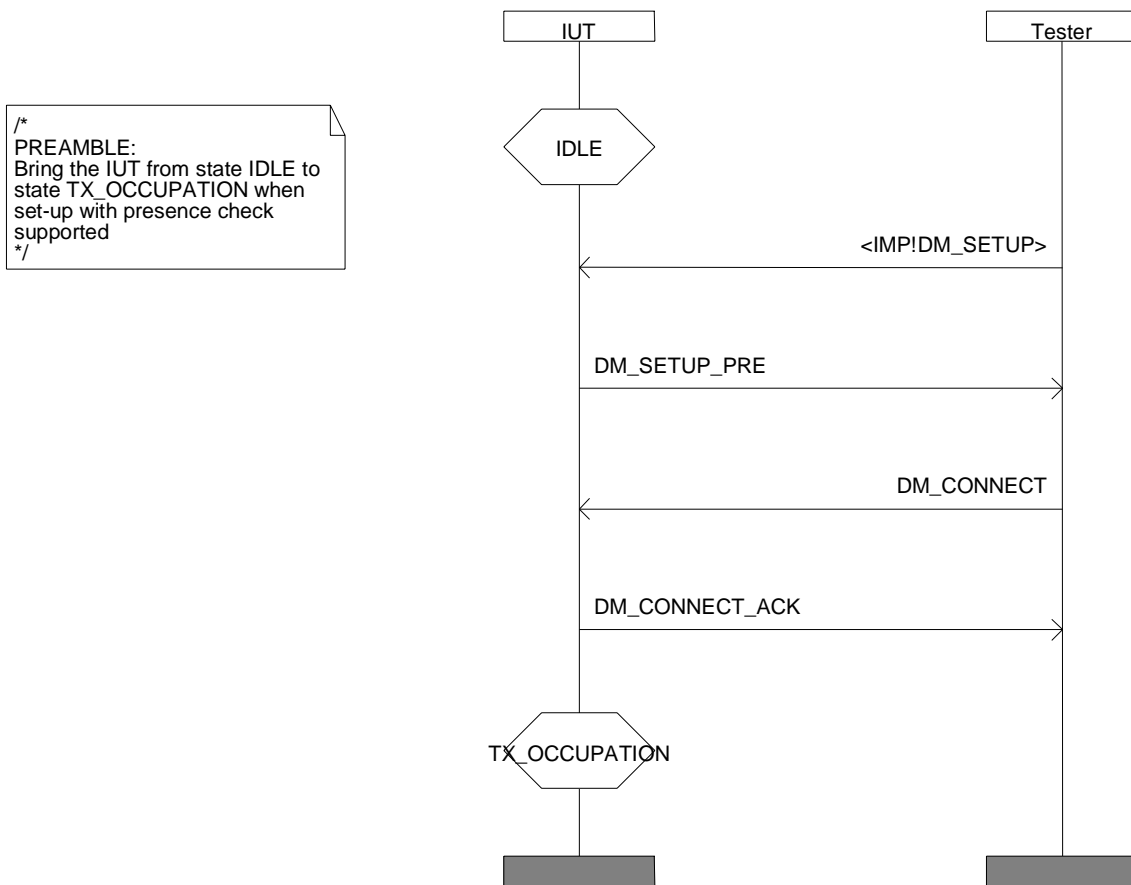 IUT
Tester
/*
PREAMBLE:
Bring the IUT from state IDLE to
state TX_OCCUPATION when
set-up with presence check
supported
*/
IDLE
<IMP!DM_SETUP>
DM_SETUP_PRE
DM_CONNECT
DM_CONNECT_ACK
TX_OCCUPATION